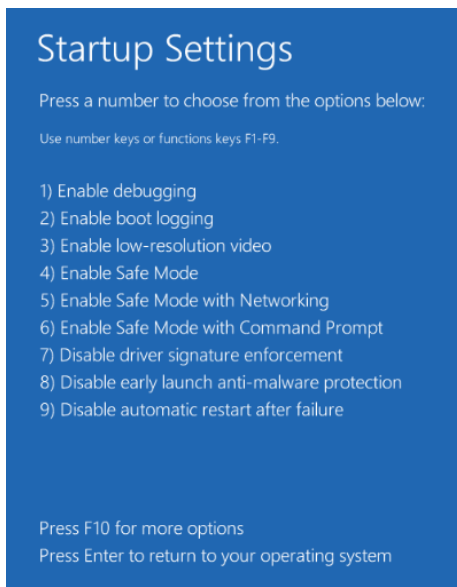 Startup Settings
Press a number to choose from the options below:
Use number keys or functions keys F1-F9.
1) Enable debugging
2) Enable boot logging
3) Enable low-resolution video
4) Enable Safe Mode
5) Enable Safe Mode with Networking
6) Enable Safe Mode with Command Prompt
7) Disable driver signature enforcement
8) Disable early launch anti-malware protection
9) Disable automatic restart after failure
Press F10 for more options
Press Enter to return to your operating system